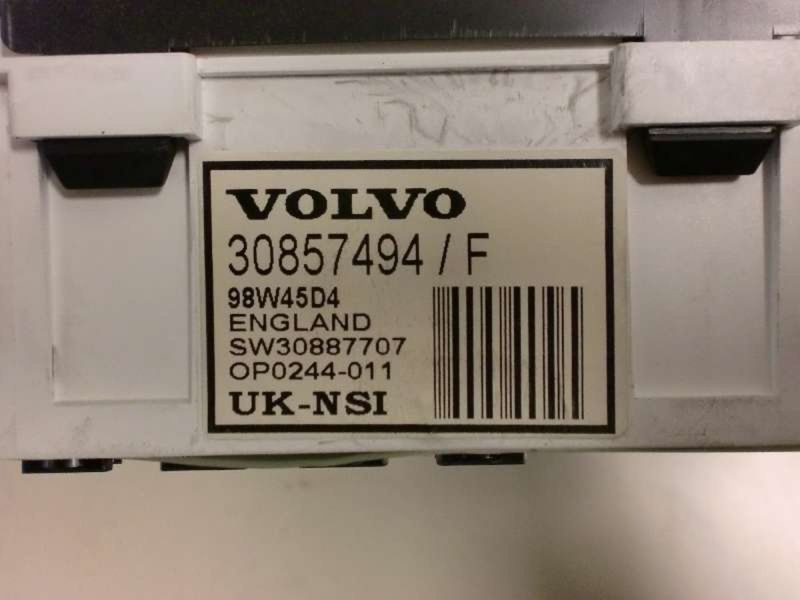 VOLVO
30857494 / F
98W45D4
ENGLAND
SW30887707
OP0244-011
UK-NSI